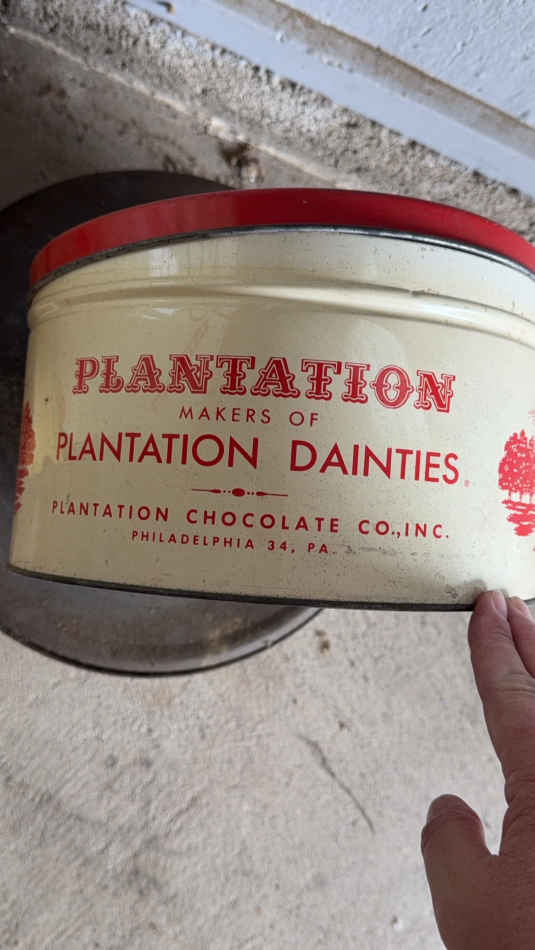 PLANTATION
MAKERS OF
PLANTATION DAINTIES®
PLANTATION CHOCOLATE CO., INC.
PHILADELPHIA 34, PA.